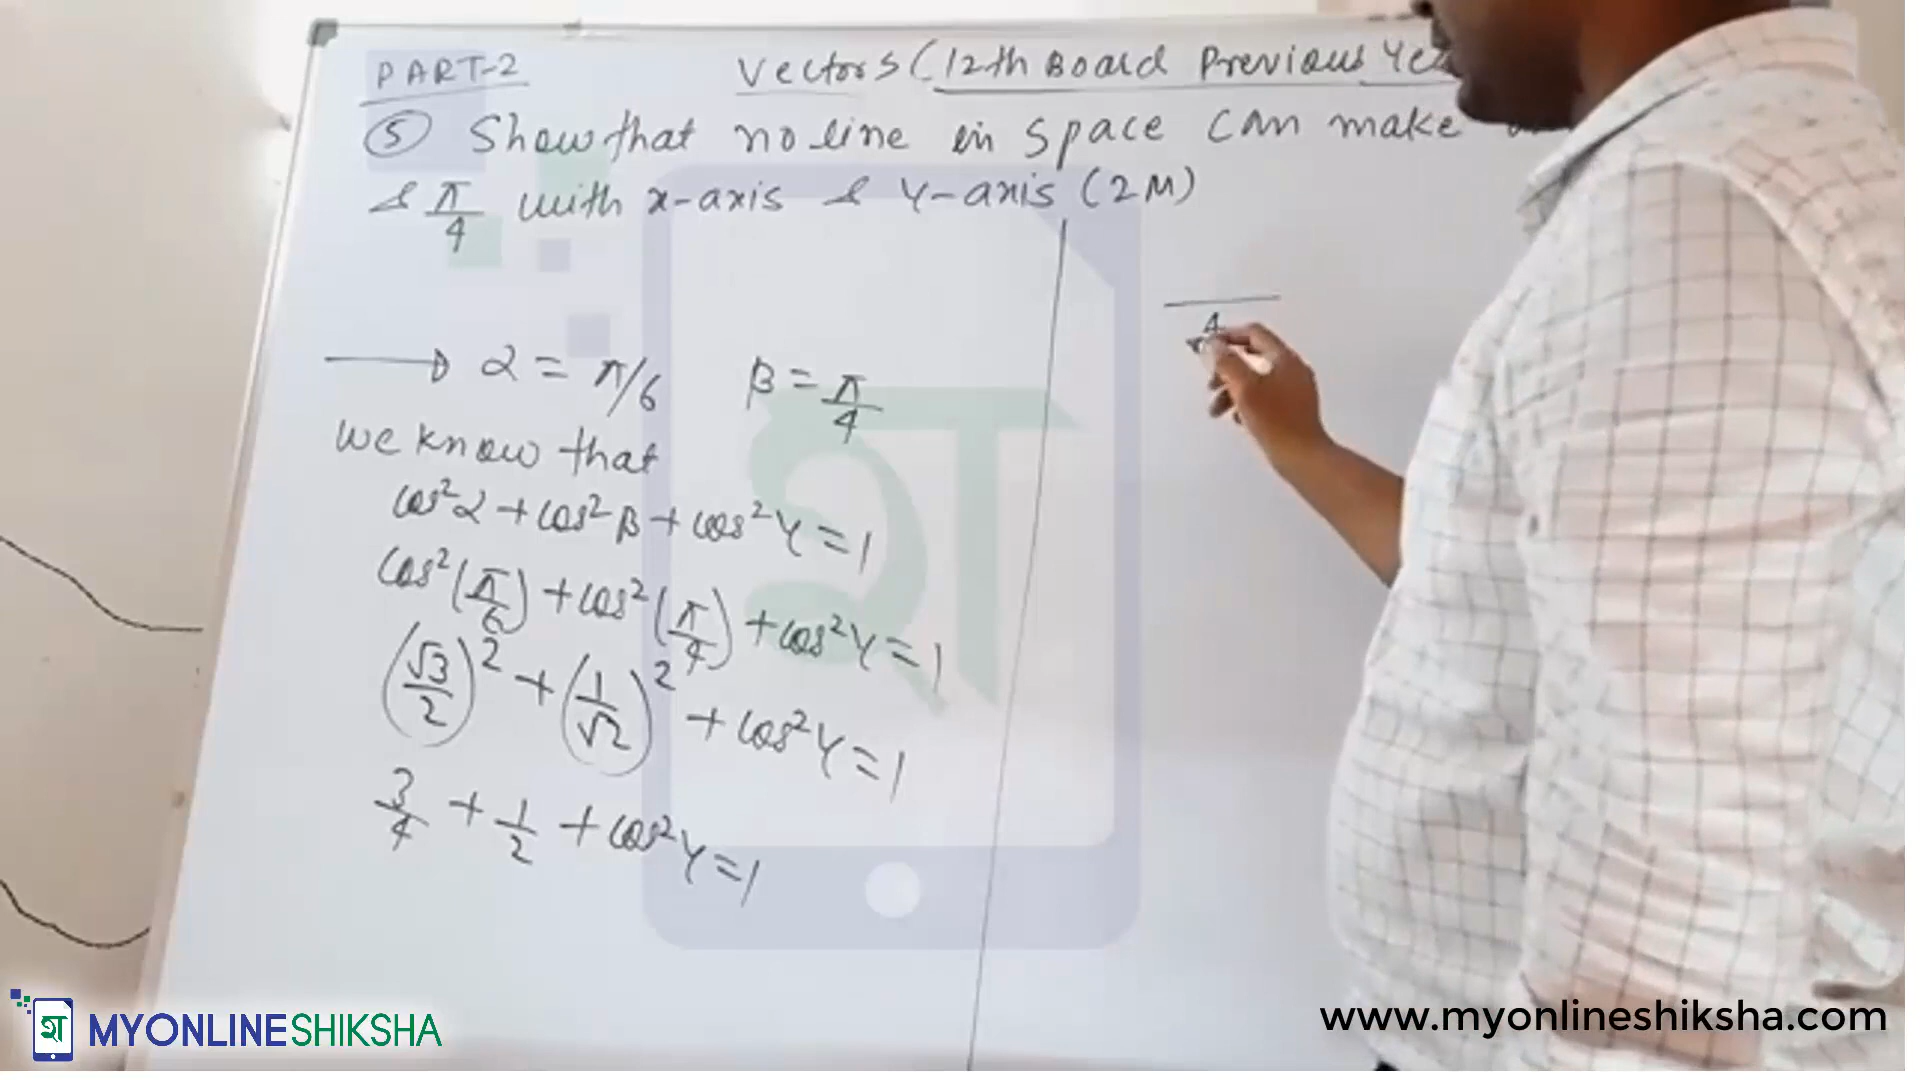 PART-2 Vectors (12th Board Previous
⑤ Show that no line in space can make
& π/4 with x-axis & Y-axis (2M)
α = π/6 β = π/4
we know that
cos²α + cos²β + cos²γ = 1
cos²(π/6) + cos²(π/4) + cos²γ = 1
(√3/2)² + (1/√2)² + cos²γ = 1
3/4 + 1/2 + cos²γ = 1
4
श
श MYONLINESHIKSHA
www.myonlineshiksha.com